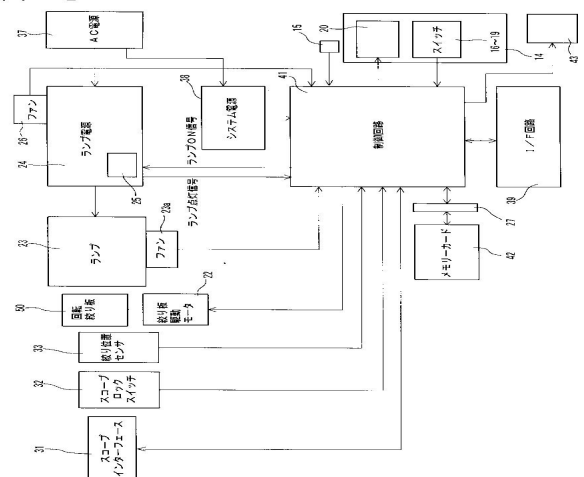 31
スコープ
インターフェース
32
スコープ
ロック
スイッチ
33
絞り位置
センサ
50
回転
絞り板
22
絞り板
駆動
モータ
23
ランプ
ファン
23a
24
ランプ電源
25
ファン
26
37
AC電源
38
システム電源
ランプON信号
ランプ点灯信号
41
制御回路
15
20
スイッチ
16~19
14
43
I/F回路
39
27
メモリーカード
42